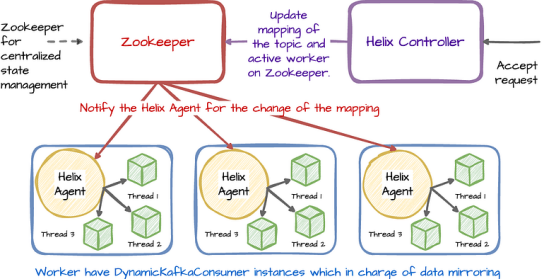 Zookeeper
for
centralized
state
management
Zookeeper
Update
mapping of
the topic and
active worker
on Zookeeper.
Helix Controller
Accept
request
Notify the Helix Agent for the change of the mapping
Helix
Agent
Thread 1
Thread 3
Thread 2
Helix
Agent
Thread 1
Thread 3
Thread 2
Helix
Agent
Thread 1
Thread 3
Thread 2
Worker have DynamicKafkaConsumer instances which in charge of data mirroring